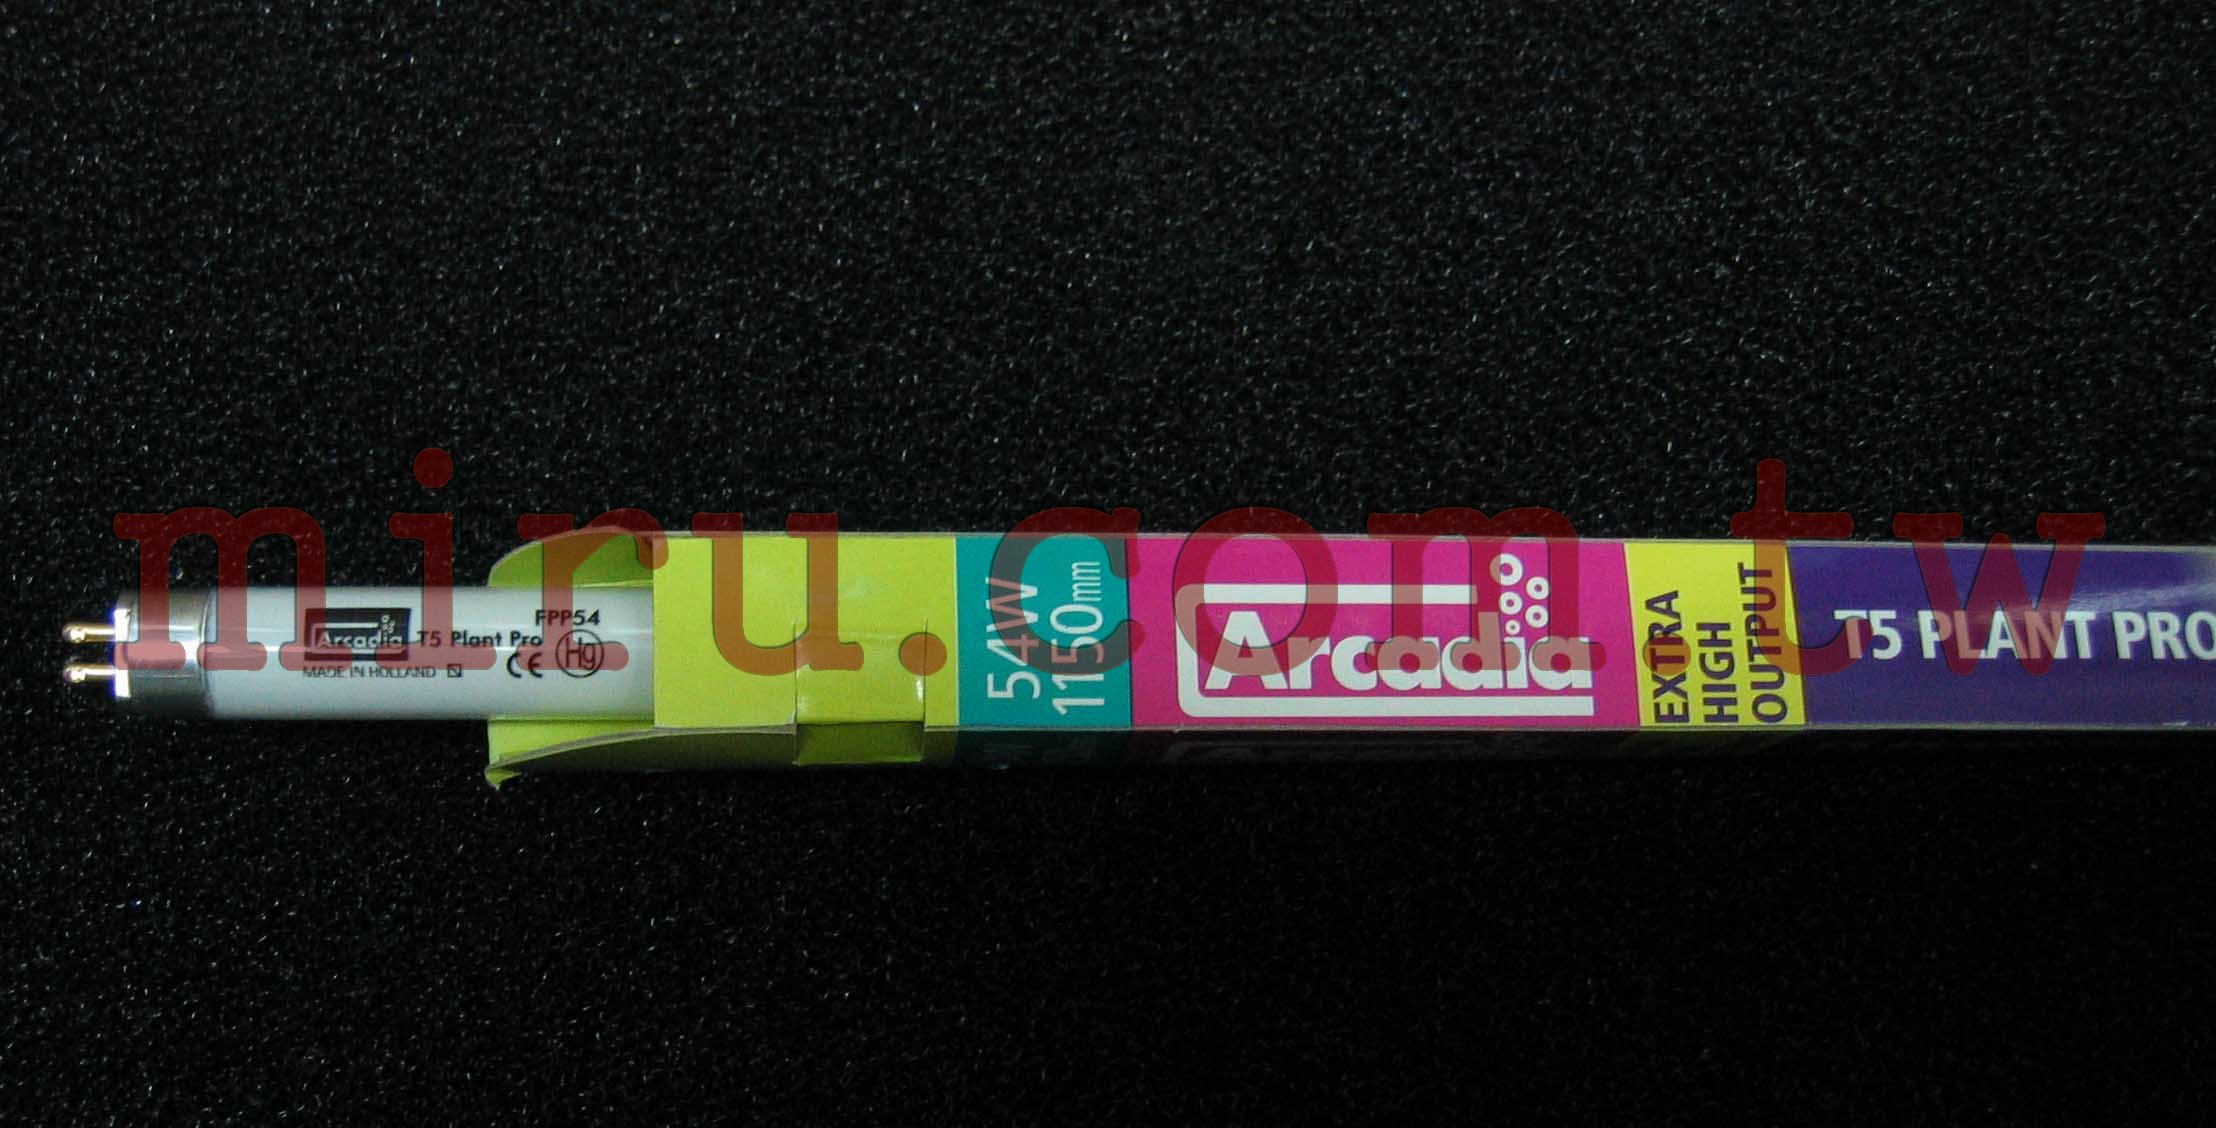 miru.com.tw
Arcadia T5 Plant Pro
FPP54
MADE IN HOLLAND
CE
Hg
54W
1150mm
Arcadia
EXTRA
HIGH
OUTPUT
T5 PLANT PRO